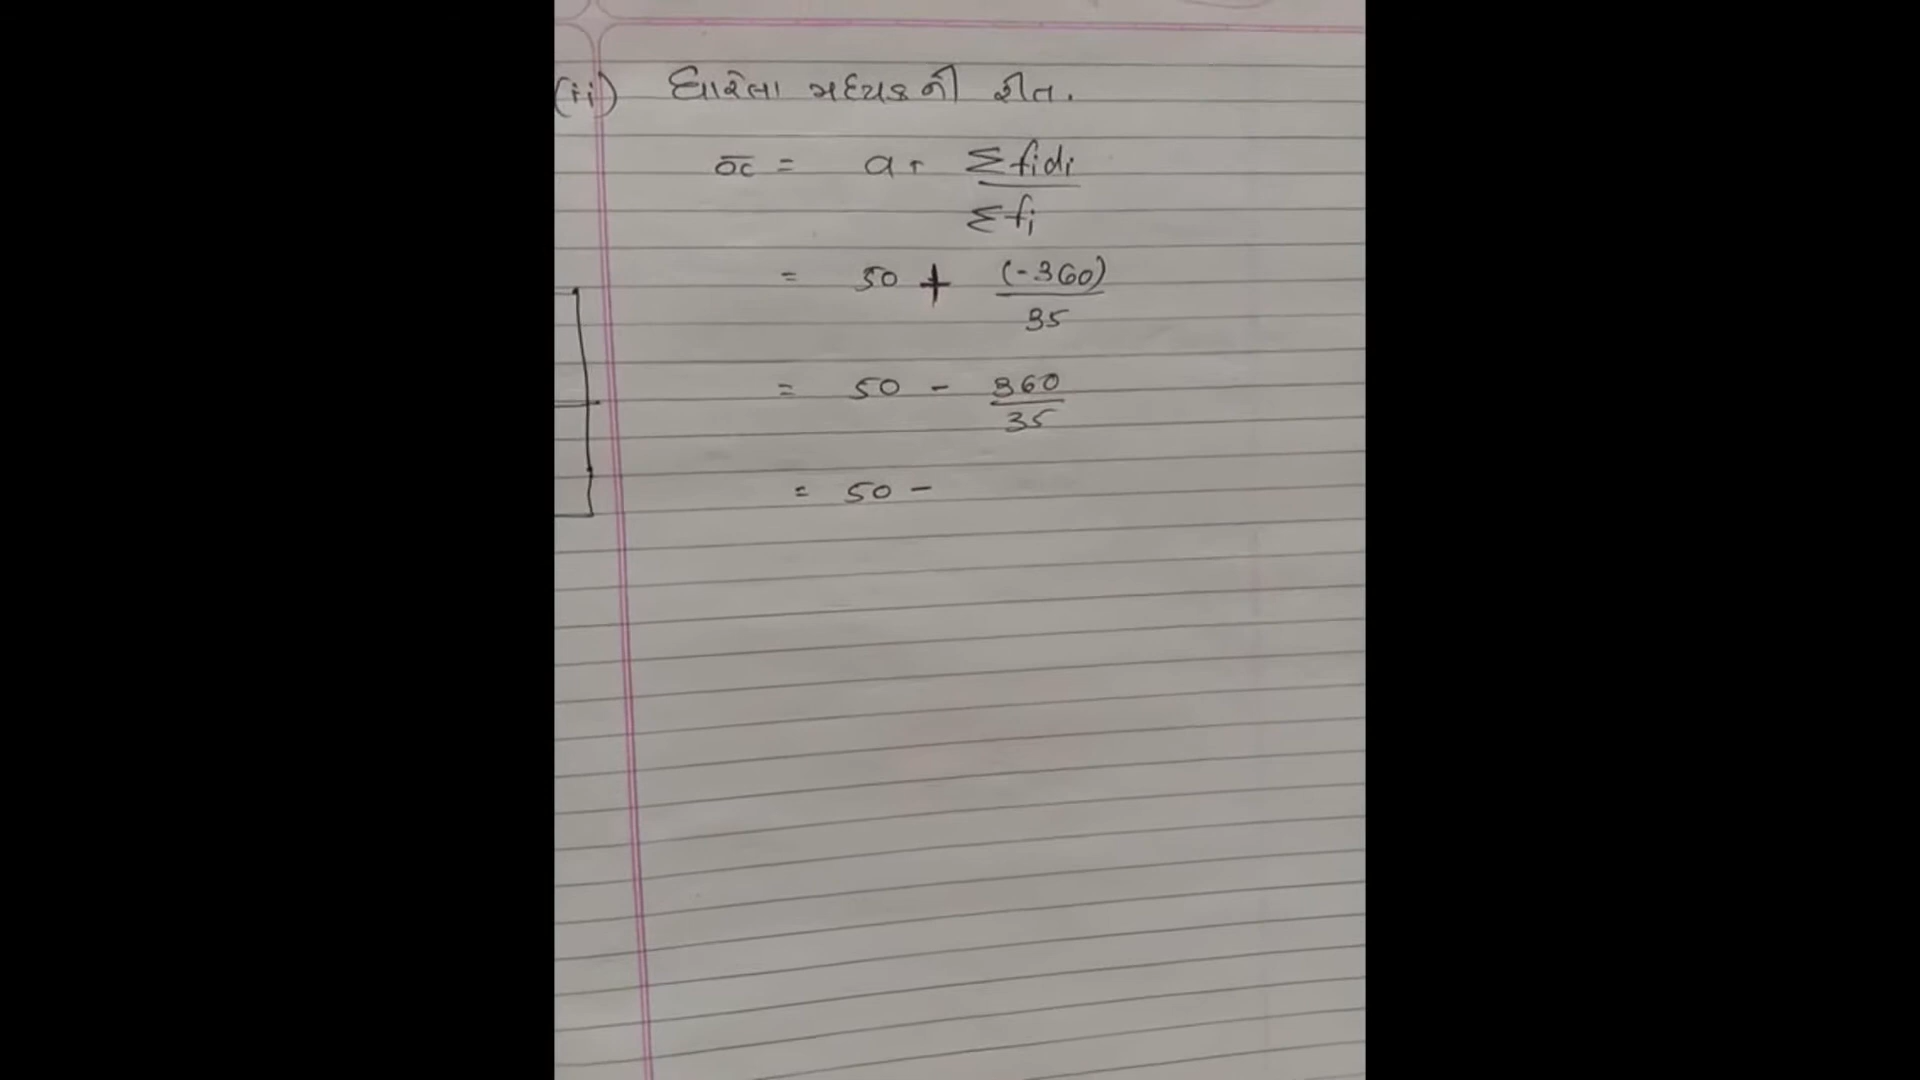 (ii) ધારેલા મધ્યકની રીત.
x̄ = a + Σfidi
Σfi
= 50 + (-360)
35
= 50 - 360
35
= 50 -